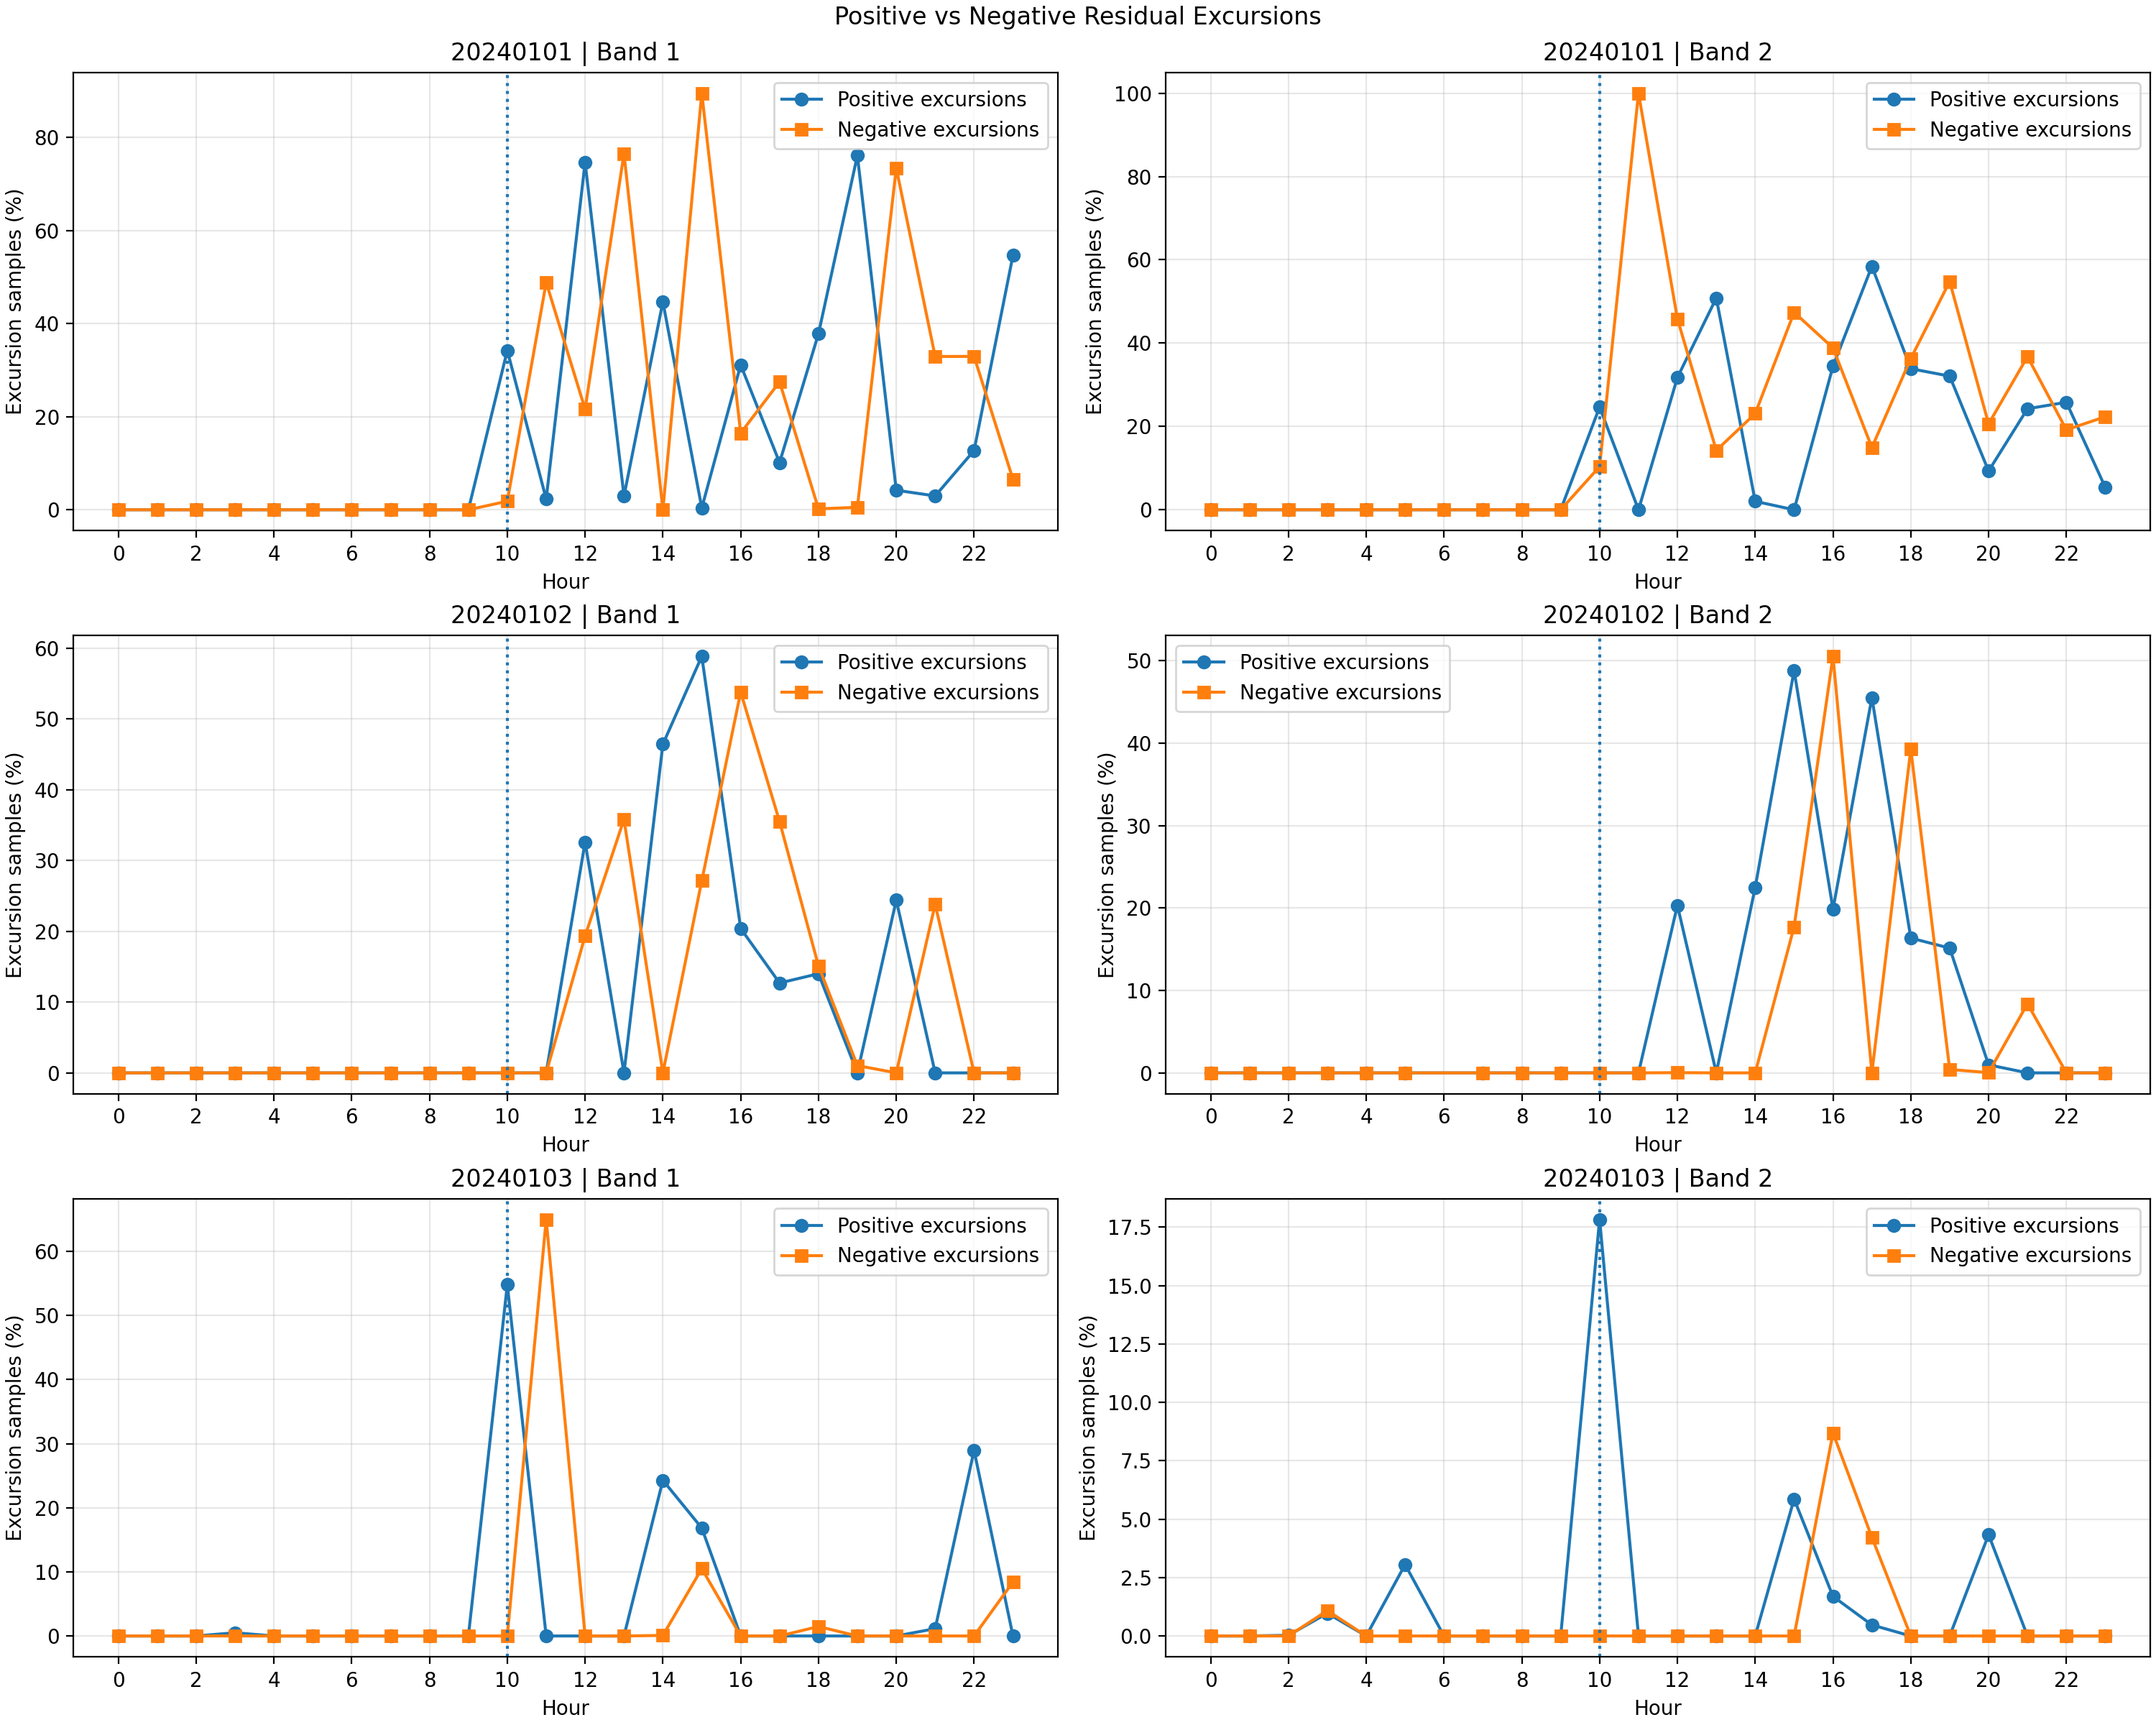 Positive vs Negative Residual Excursions
20240101 | Band 1
Excursion samples (%)
80
60
40
20
0
Positive excursions
Negative excursions
0 2 4 6 8 10 12 14 16 18 20 22
Hour
20240101 | Band 2
Excursion samples (%)
100
80
60
40
20
0
Positive excursions
Negative excursions
0 2 4 6 8 10 12 14 16 18 20 22
Hour
20240102 | Band 1
Excursion samples (%)
60
50
40
30
20
10
0
Positive excursions
Negative excursions
0 2 4 6 8 10 12 14 16 18 20 22
Hour
20240102 | Band 2
Excursion samples (%)
50
40
30
20
10
0
Positive excursions
Negative excursions
0 2 4 6 8 10 12 14 16 18 20 22
Hour
20240103 | Band 1
Excursion samples (%)
60
50
40
30
20
10
0
Positive excursions
Negative excursions
0 2 4 6 8 10 12 14 16 18 20 22
Hour
20240103 | Band 2
Excursion samples (%)
17.5
15.0
12.5
10.0
7.5
5.0
2.5
0.0
Positive excursions
Negative excursions
0 2 4 6 8 10 12 14 16 18 20 22
Hour